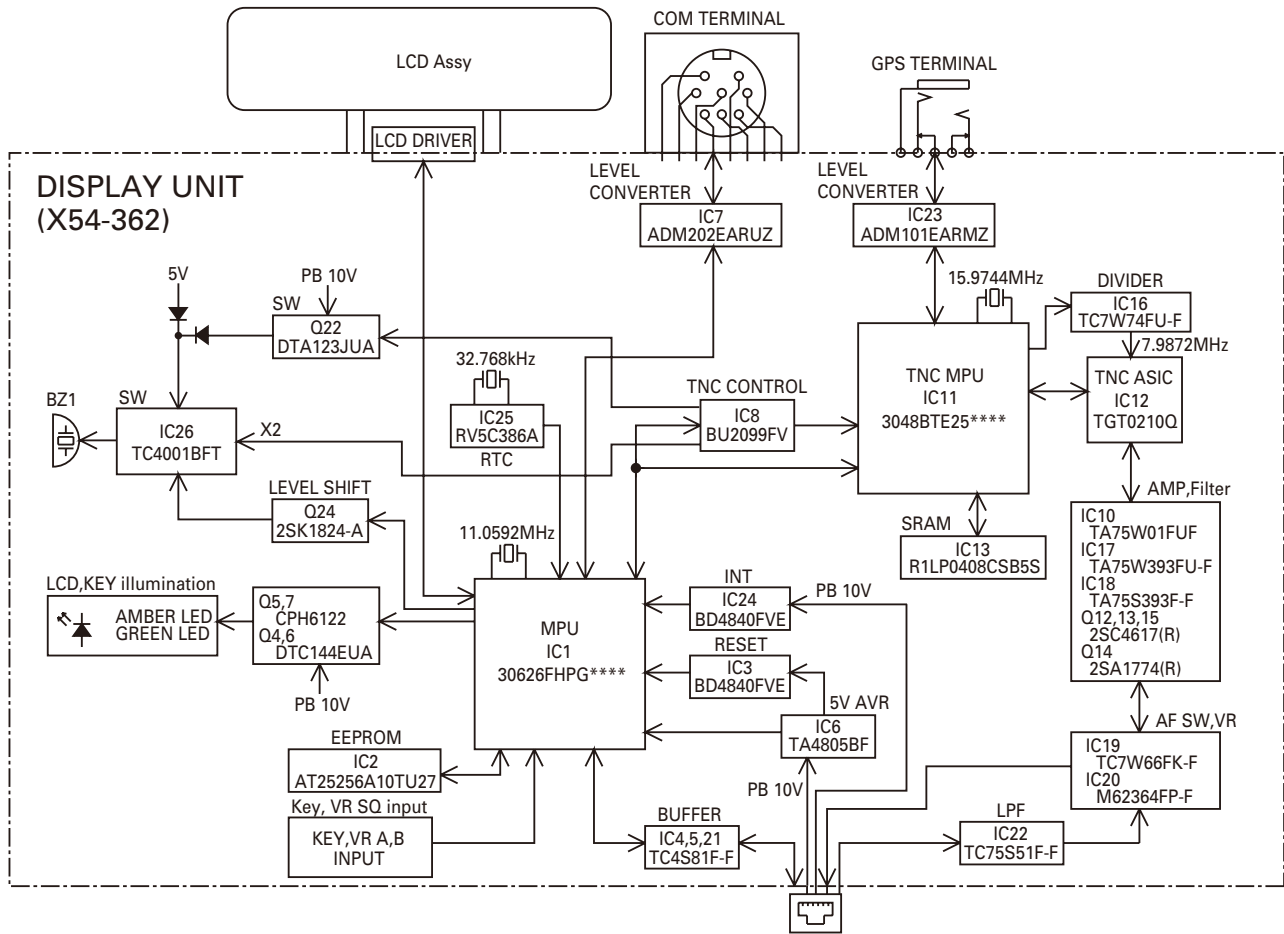 LCD Assy
COM TERMINAL
GPS TERMINAL
LCD DRIVER
DISPLAY UNIT
(X54-362)
LEVEL
CONVERTER
IC7
ADM202EARUZ
LEVEL
CONVERTER
IC23
ADM101EARMZ
5V
PB 10V
SW
Q22
DTA123JUA
15.9744MHz
DIVIDER
IC16
TC7W74FU-F
7.9872MHz
32.768kHz
IC25
RV5C386A
RTC
TNC CONTROL
IC8
BU2099FV
TNC MPU
IC11
3048BTE25****
TNC ASIC
IC12
TGT0210Q
BZ1
SW
IC26
TC4001BFT
X2
LEVEL SHIFT
Q24
2SK1824-A
11.0592MHz
SRAM
IC13
R1LP0408CSB5S
AMP,Filter
IC10
TA75W01FUF
IC17
TA75W393FU-F
IC18
TA75S393F-F
Q12,13,15
2SC4617(R)
Q14
2SA1774(R)
LCD,KEY illumination
AMBER LED
GREEN LED
Q5,7
CPH6122
Q4,6
DTC144EUA
PB 10V
MPU
IC1
30626FHPG****
INT
IC24
BD4840FVE
PB 10V
RESET
IC3
BD4840FVE
5V AVR
IC6
TA4805BF
PB 10V
EEPROM
IC2
AT25256A10TU27
Key, VR SQ input
KEY,VR A,B
INPUT
BUFFER
IC4,5,21
TC4S81F-F
LPF
IC22
TC75S51F-F
AF SW,VR
IC19
TC7W66FK-F
IC20
M62364FP-F